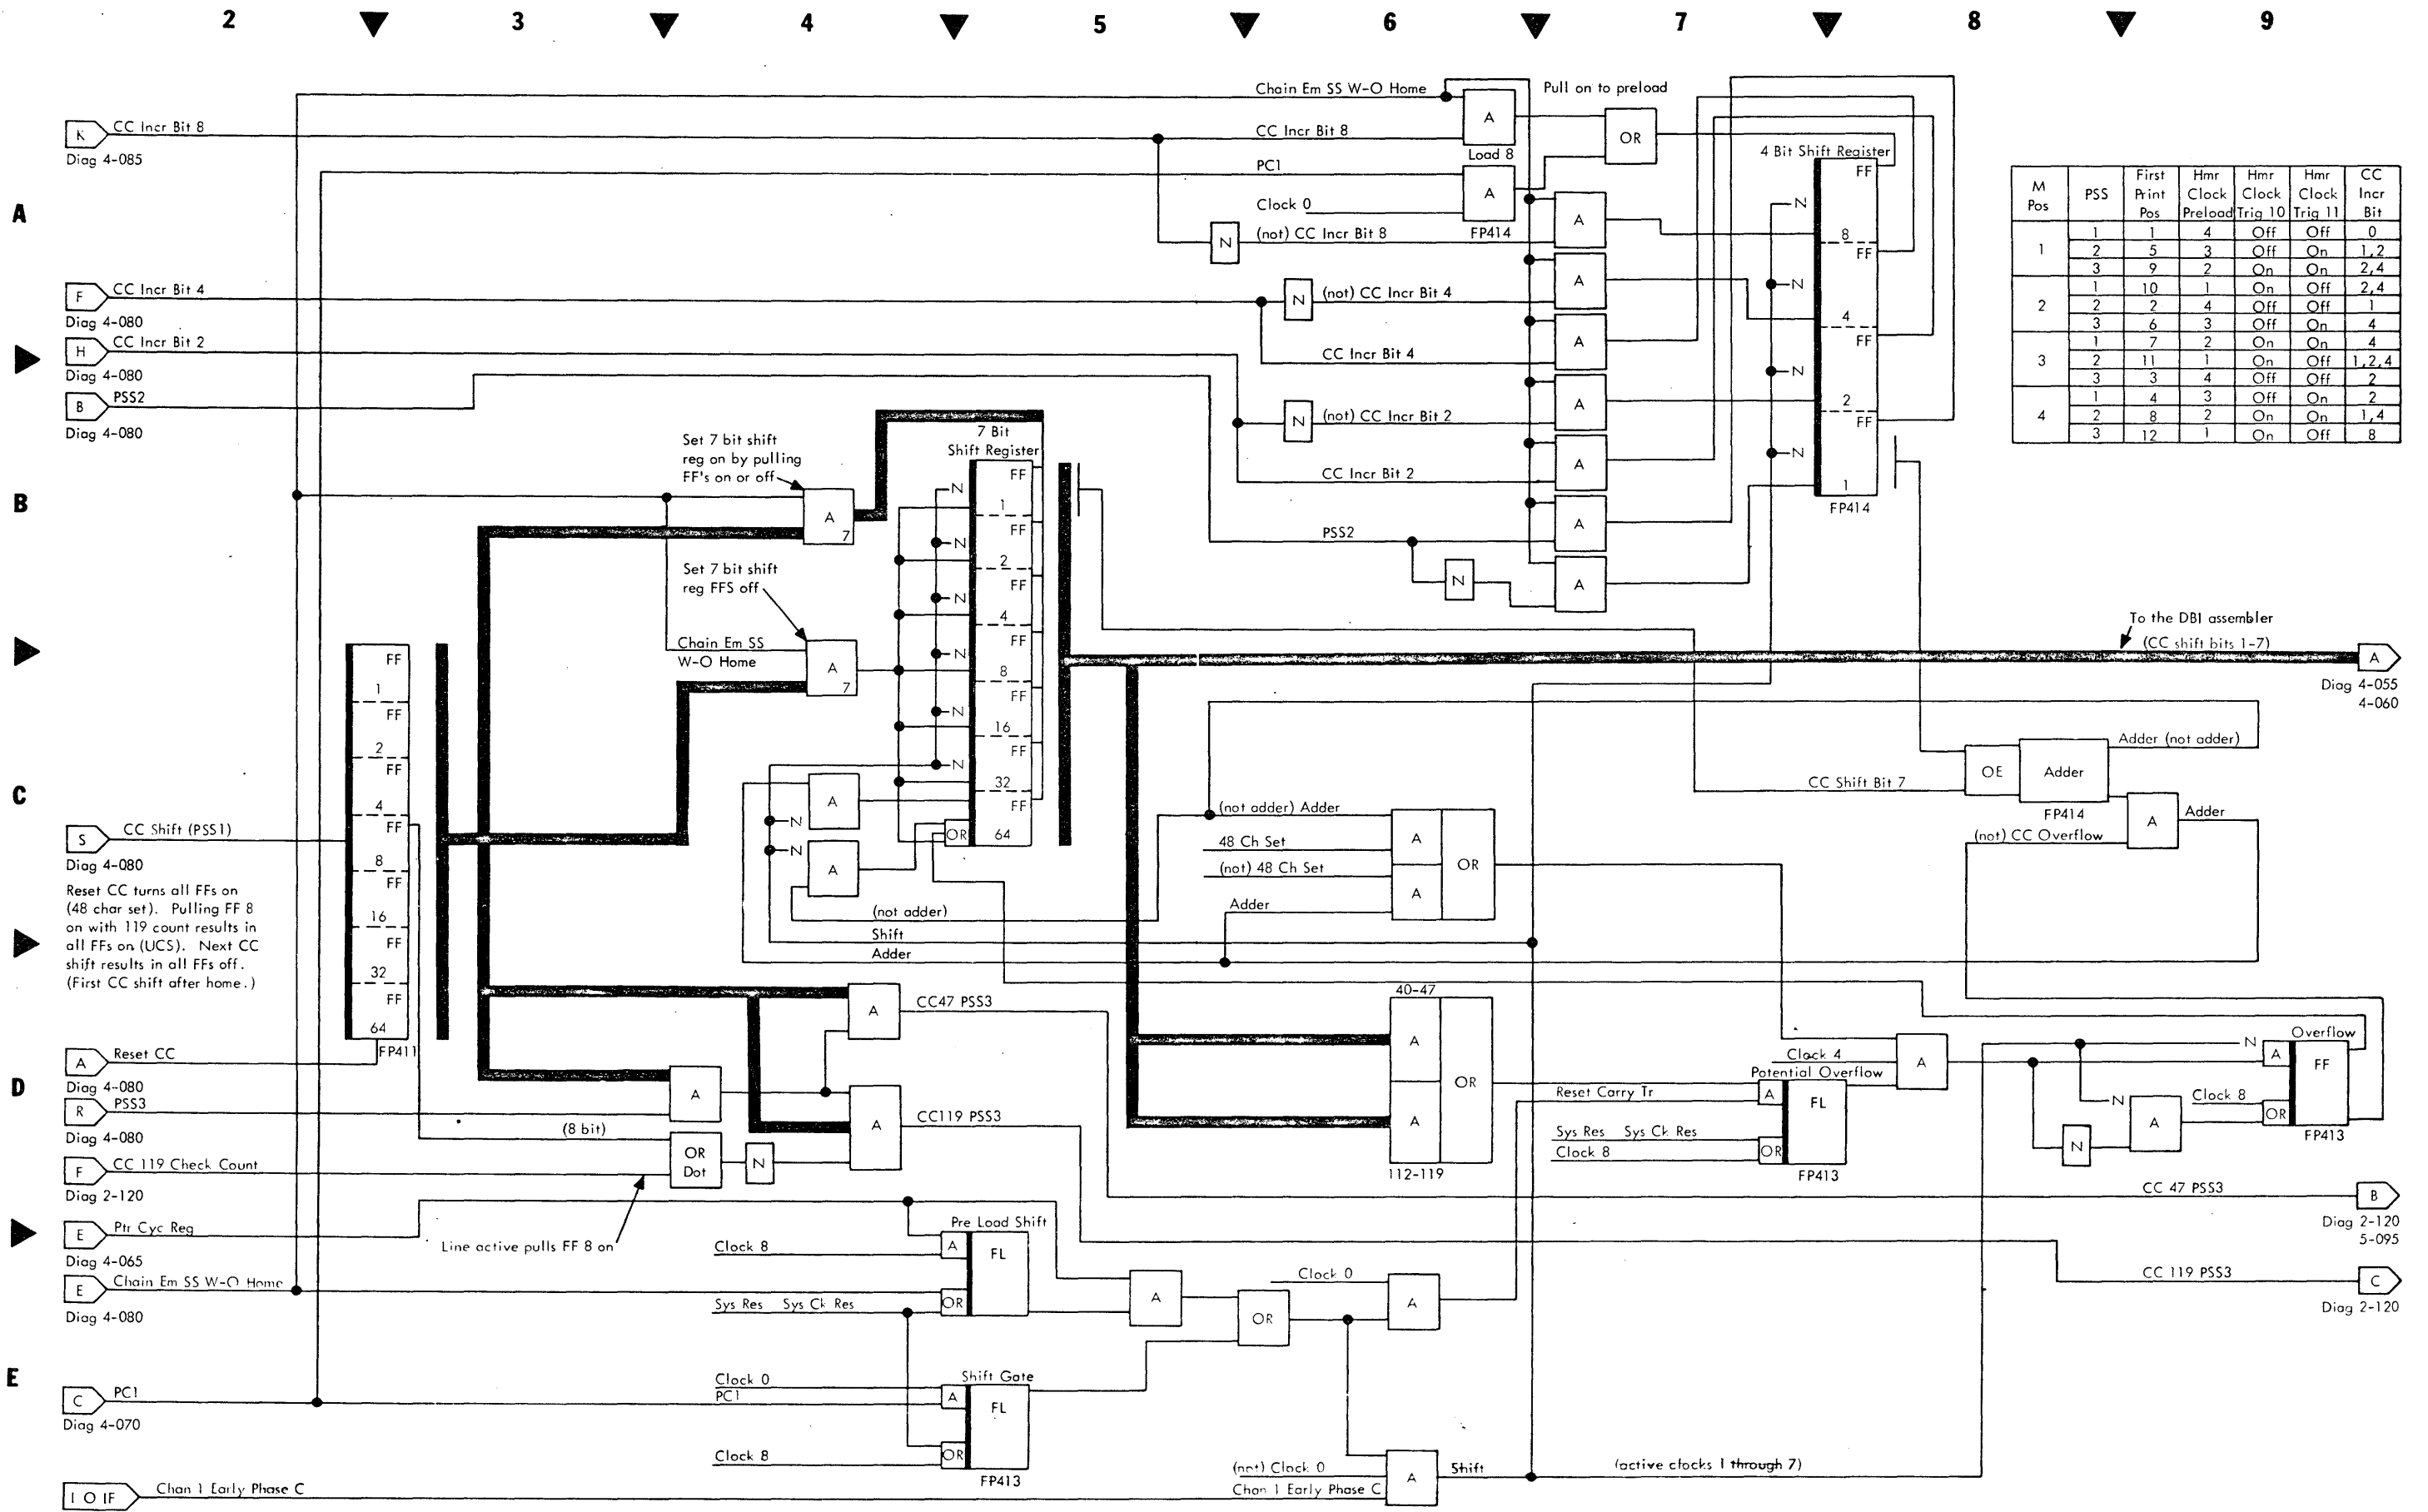 2 3 4 5 6 7 8 9
A
B
C
D
E
K
CC Incr Bit 8
Diag 4-085
F
CC Incr Bit 4
Diag 4-080
H
CC Incr Bit 2
Diag 4-080
B
PSS2
Diag 4-080
Chain Em SS W-O Home
CC Incr Bit 8
PC1
Clock 0
A
Load 8
A
FP414
Pull on to preload
OR
N
(not) CC Incr Bit 8
N
(not) CC Incr Bit 4
CC Incr Bit 4
N
(not) CC Incr Bit 2
CC Incr Bit 2
PSS2
N
A
A
A
A
A
A
A
4 Bit Shift Register
FF
8
FF
4
FF
2
FF
1
N
N
N
N
FP414
M Pos
PSS
First Print Pos
Hmr Clock Preload
Hmr Clock Trig 10
Hmr Clock Trig 11
CC Incr Bit
1
1 1 4 Off Off 0
2 5 3 Off On 1,2
3 9 2 On On 2,4
2
1 10 1 On Off 2,4
2 2 4 Off Off 1
3 6 3 Off On 4
3
1 7 2 On On 4
2 11 1 On Off 1,2,4
3 3 4 Off Off 2
4
1 4 3 Off On 2
2 8 2 On On 1,4
3 12 1 On Off 8
Set 7 bit shift
reg on by pulling
FF's on or off
A
7
Set 7 bit shift
reg FFS off
Chain Em SS
W-O Home
A
7
7 Bit
Shift Register
FF
1
FF
2
FF
4
FF
8
FF
16
FF
32
FF
64
OR
N
N
N
N
N
N
A
N
N
A
To the DBI assembler
(CC shift bits 1-7)
A
Diag 4-055
4-060
S
CC Shift (PSS1)
Diag 4-080
Reset CC turns all FFs on
(48 char set). Pulling FF 8
on with 119 count results in
all FFs on (UCS). Next CC
shift results in all FFs off.
(First CC shift after home.)
FF
1
FF
2
FF
4
FF
8
FF
16
FF
32
FF
64
FP411
(not adder) Adder
48 Ch Set
(not) 48 Ch Set
Adder
A
A
OR
(not adder)
Shift
Adder
CC Shift Bit 7
OE
Adder
FP414
Adder (not adder)
(not) CC Overflow
A
Adder
A
Reset CC
Diag 4-080
R
PSS3
Diag 4-080
F
CC 119 Check Count
Diag 2-120
(8 bit)
A
OR
Dot
N
A
CC47 PSS3
A
CC119 PSS3
Line active pulls FF 8 on
40-47
A
A
OR
112-119
Reset Carry Tr
Sys Res Sys Ck Res
Clock 8
Clock 4
Potential Overflow
A
FL
OR
FP413
A
N
A
N
N
Clock 8
A
OR
Overflow
FF
FP413
CC 47 PSS3
B
Diag 2-120
5-095
CC 119 PSS3
C
Diag 2-120
E
Ptr Cyc Req
Diag 4-065
E
Chain Em SS W-O Home
Diag 4-080
Pre Load Shift
Clock 8
A
FL
OR
Sys Res Sys Ck Res
A
OR
Clock 0
A
C
PC1
Diag 4-070
Shift Gate
Clock 0
PC1
A
FL
OR
Clock 8
FP413
(not) Clock 0
Chan 1 Early Phase C
A
Shift
(active clocks 1 through 7)
I O IF
Chan 1 Early Phase C